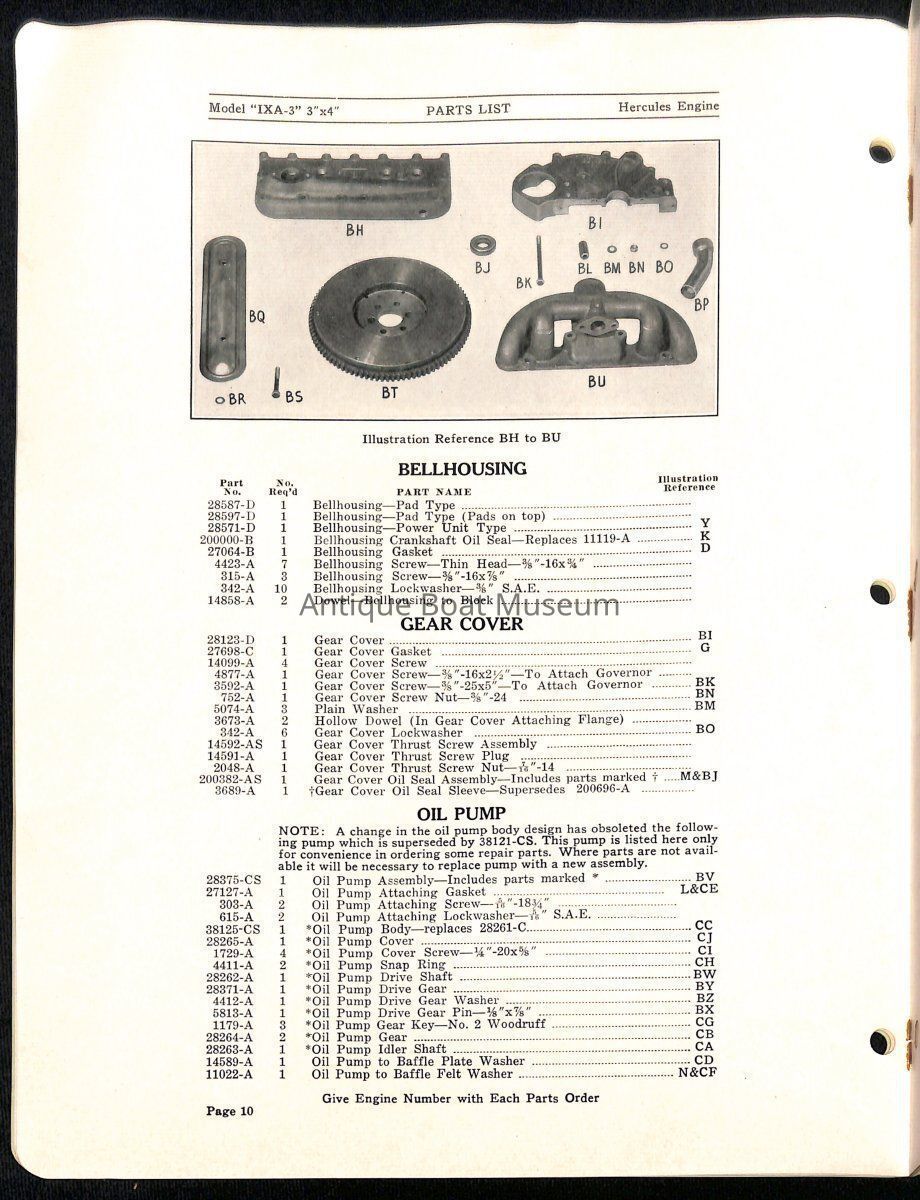 Model "IXA-3" 3"x4" PARTS LIST Hercules Engine
BH
BI
BJ
BK
BL BM BN BO
BP
BQ
BR
BS
BT
BU
Illustration Reference BH to BU
BELLHOUSING
Part No. No. Req'd PART NAME Illustration Reference
28587-D 1 Bellhousing—Pad Type
28597-D 1 Bellhousing—Pad Type (Pads on top)
28571-D 1 Bellhousing—Power Unit Type Y
200000-B 1 Bellhousing Crankshaft Oil Seal—Replaces 11119-A K
27064-B 1 Bellhousing Gasket D
4423-A 7 Bellhousing Screw—Thin Head—⅜"-16x¾"
315-A 3 Bellhousing Screw—⅜"-16x⅞"
342-A 10 Bellhousing Lockwasher—⅜" S.A.E.
14858-A 2 Dowel—Bellhousing to Block
Antique Boat Museum
GEAR COVER
28123-D 1 Gear Cover BI
27698-C 1 Gear Cover Gasket G
14099-A 4 Gear Cover Screw
4877-A 1 Gear Cover Screw—⅜"-16x2½"—To Attach Governor
3592-A 1 Gear Cover Screw—⅜"-25x5"—To Attach Governor BK
752-A 1 Gear Cover Screw Nut—⅜"-24 BN
5074-A 3 Plain Washer BM
3673-A 2 Hollow Dowel (In Gear Cover Attaching Flange)
342-A 6 Gear Cover Lockwasher BO
14592-AS 1 Gear Cover Thrust Screw Assembly
14591-A 1 Gear Cover Thrust Screw Plug
2048-A 1 Gear Cover Thrust Screw Nut—"-14
200382-AS 1 Gear Cover Oil Seal Assembly—Includes parts marked † M&BJ
3689-A 1 †Gear Cover Oil Seal Sleeve—Supersedes 200696-A
OIL PUMP
NOTE: A change in the oil pump body design has obsoleted the follow-
ing pump which is superseded by 38121-CS. This pump is listed here only
for convenience in ordering some repair parts. Where parts are not avail-
able it will be necessary to replace pump with a new assembly.
28375-CS 1 Oil Pump Assembly—Includes parts marked * BV
27127-A 1 Oil Pump Attaching Gasket L&CE
303-A 2 Oil Pump Attaching Screw—"-18¾"
615-A 2 Oil Pump Attaching Lockwasher—" S.A.E.
38125-CS 1 *Oil Pump Body—replaces 28261-C CC
28265-A 1 *Oil Pump Cover CJ
1729-A 4 *Oil Pump Cover Screw—¼"-20x⅝" CI
4411-A 2 *Oil Pump Snap Ring CH
28262-A 1 *Oil Pump Drive Shaft BW
28371-A 1 *Oil Pump Drive Gear BY
4412-A 1 *Oil Pump Drive Gear Washer BZ
5813-A 1 *Oil Pump Drive Gear Pin—⅛"x⅞" BX
1179-A 3 *Oil Pump Gear Key—No. 2 Woodruff CG
28264-A 2 *Oil Pump Gear CB
28263-A 1 *Oil Pump Idler Shaft CA
14589-A 1 Oil Pump to Baffle Plate Washer CD
11022-A 1 Oil Pump to Baffle Felt Washer N&CF
Give Engine Number with Each Parts Order
Page 10